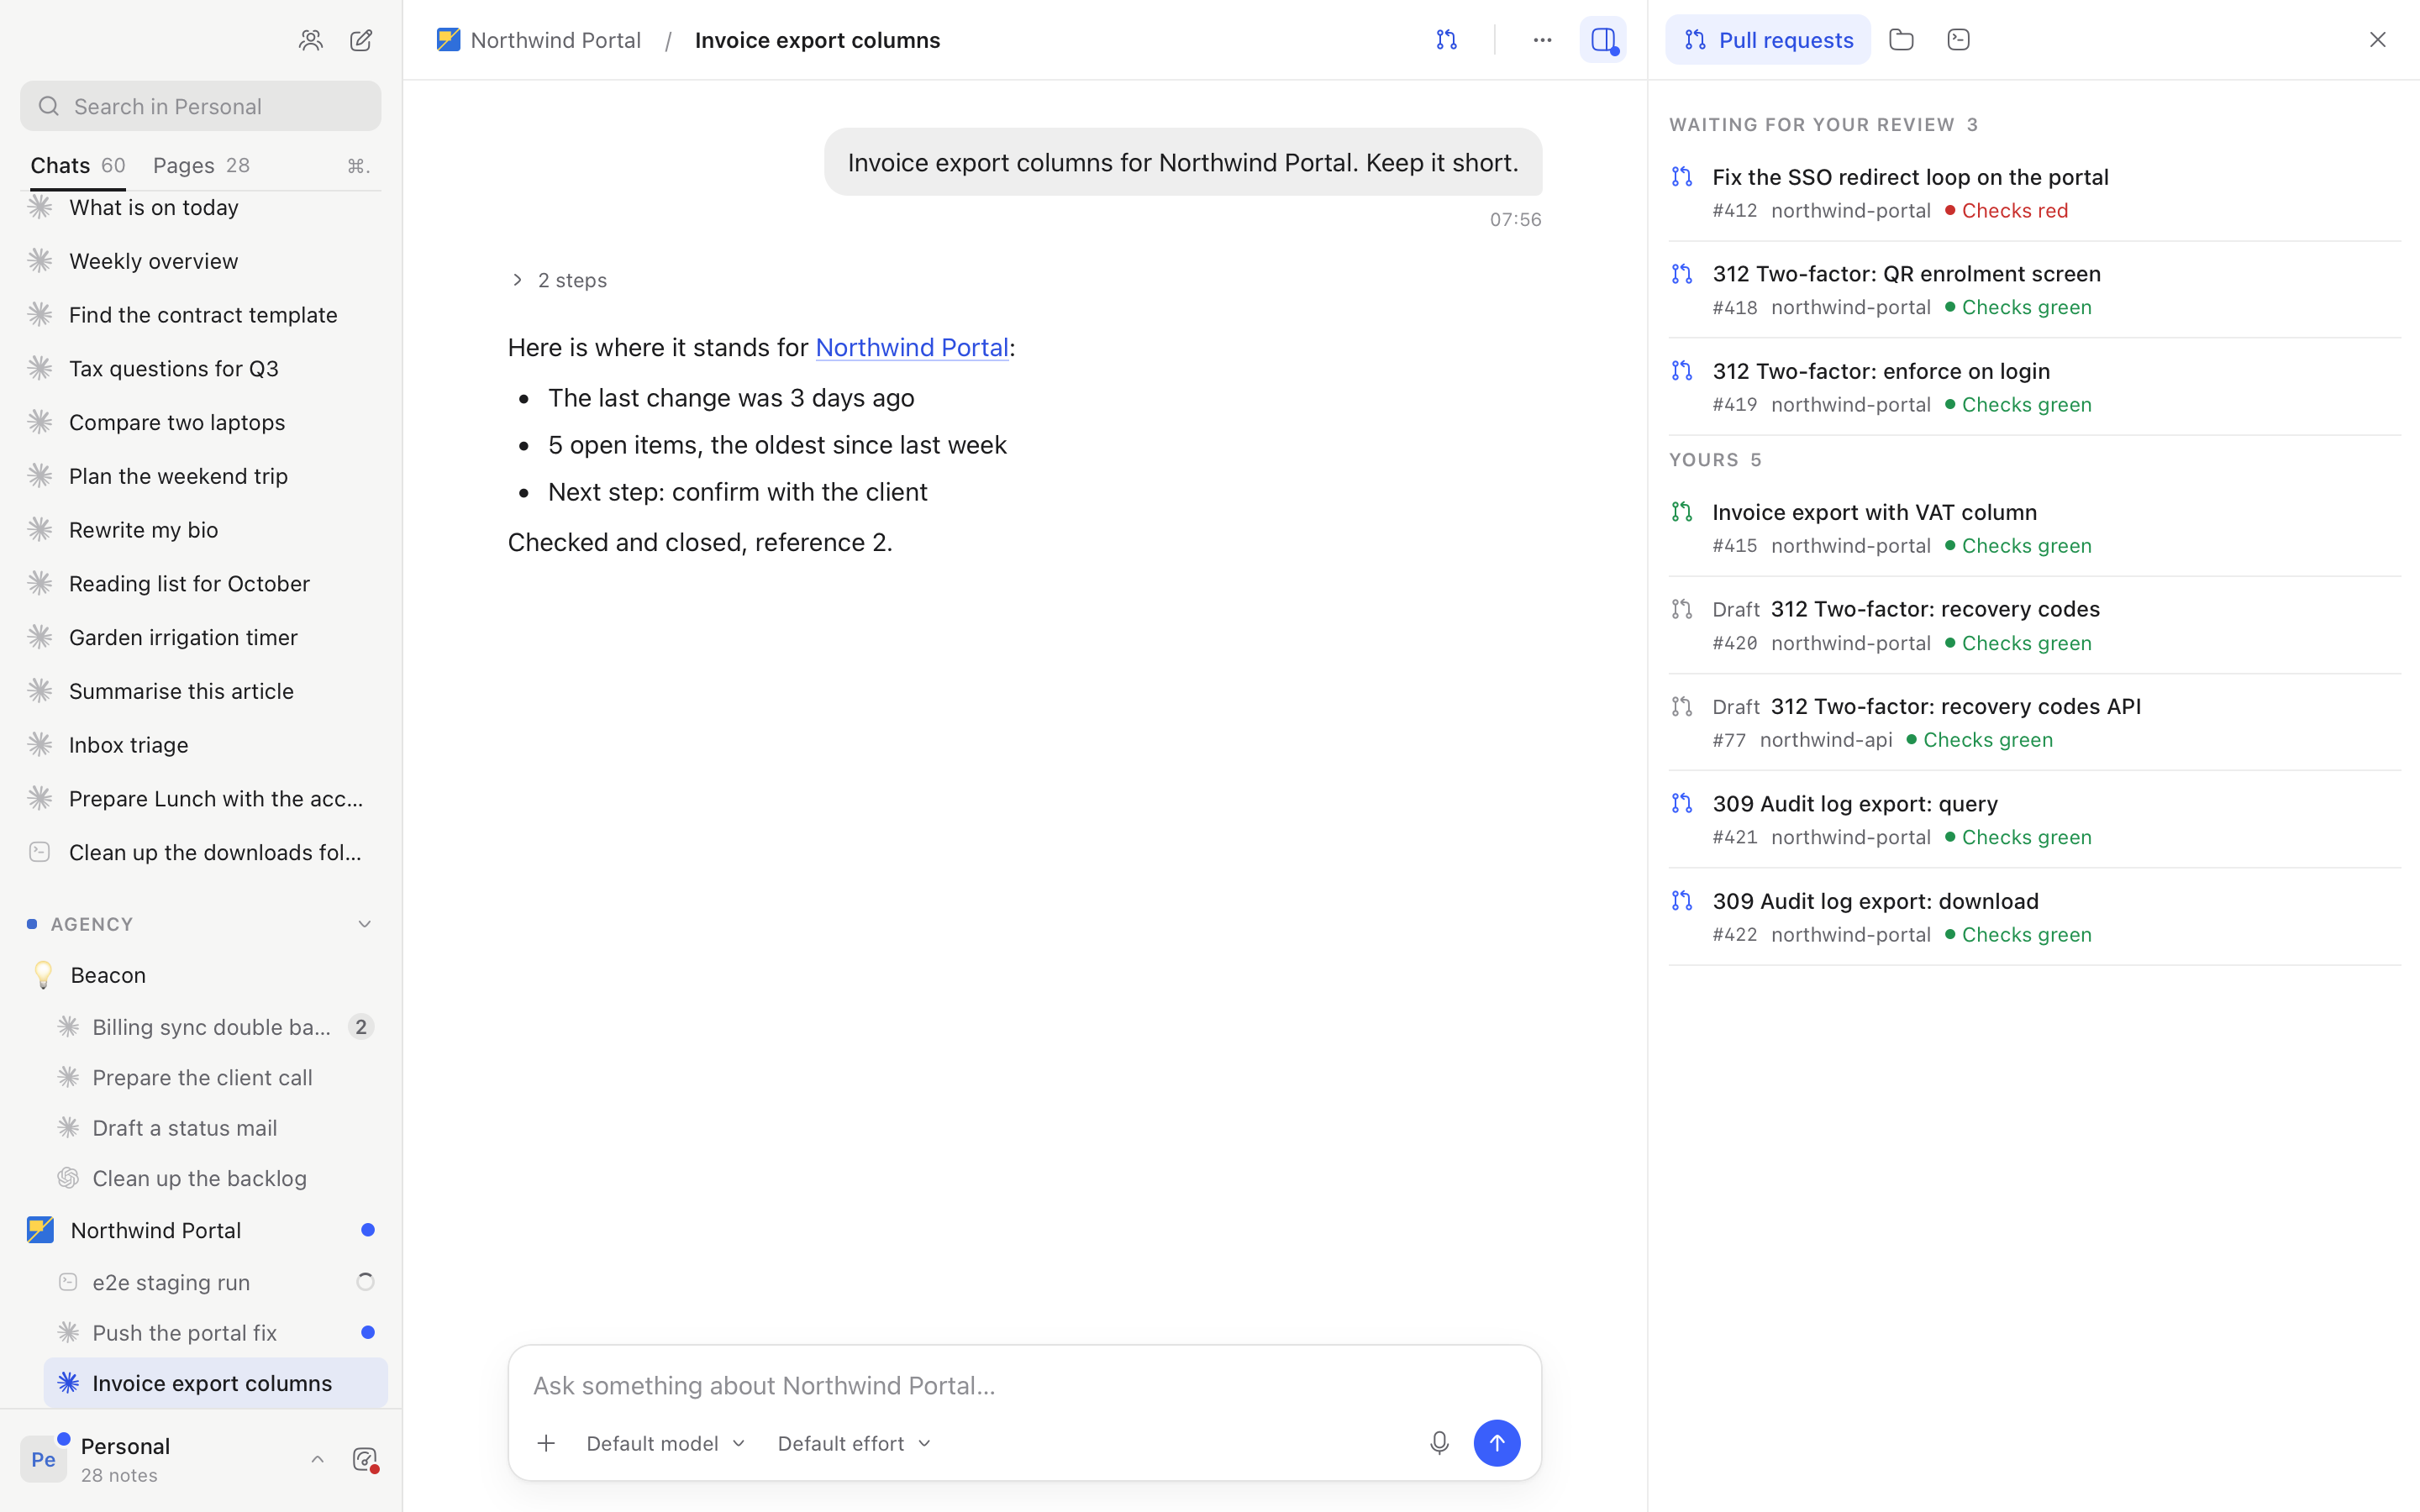 Search in Personal
Chats 60 Pages 28 ⌘.
What is on today
Weekly overview
Find the contract template
Tax questions for Q3
Compare two laptops
Plan the weekend trip
Rewrite my bio
Reading list for October
Garden irrigation timer
Summarise this article
Inbox triage
Prepare Lunch with the acc...
Clean up the downloads fol...
AGENCY
Beacon
Billing sync double ba... 2
Prepare the client call
Draft a status mail
Clean up the backlog
Northwind Portal
e2e staging run
Push the portal fix
Invoice export columns
Pe
Personal
28 notes
Northwind Portal / Invoice export columns
Invoice export columns for Northwind Portal. Keep it short.
07:56
2 steps
Here is where it stands for Northwind Portal:
• The last change was 3 days ago
• 5 open items, the oldest since last week
• Next step: confirm with the client
Checked and closed, reference 2.
Ask something about Northwind Portal...
Default model Default effort
Pull requests
WAITING FOR YOUR REVIEW 3
Fix the SSO redirect loop on the portal
#412 northwind-portal Checks red
312 Two-factor: QR enrolment screen
#418 northwind-portal Checks green
312 Two-factor: enforce on login
#419 northwind-portal Checks green
YOURS 5
Invoice export with VAT column
#415 northwind-portal Checks green
Draft 312 Two-factor: recovery codes
#420 northwind-portal Checks green
Draft 312 Two-factor: recovery codes API
#77 northwind-api Checks green
309 Audit log export: query
#421 northwind-portal Checks green
309 Audit log export: download
#422 northwind-portal Checks green